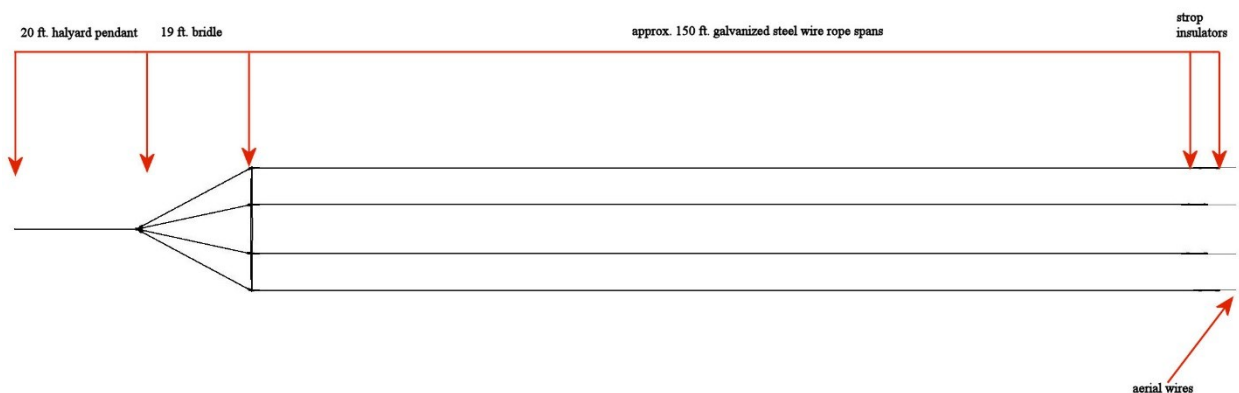 20 ft. halyard pendant
19 ft. bridle
approx. 150 ft. galvanized steel wire rope spans
strop
insulators
aerial wires